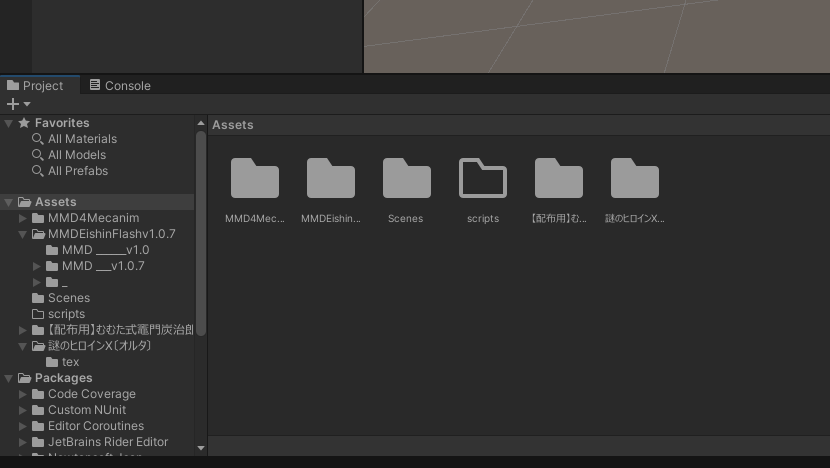 Project
Console
Favorites
All Materials
All Models
All Prefabs
Assets
MMD4Mecanim
MMDEishinFlashv1.0.7
MMD _____v1.0
MMD __v1.0.7
_
Scenes
scripts
【配布用】むむた式竈門炭治郎
謎のヒロインX〔オルタ〕
tex
Packages
Code Coverage
Custom NUnit
Editor Coroutines
JetBrains Rider Editor
Assets
MMD4Mec...
MMDEishin...
Scenes
scripts
【配布用】む...
謎のヒロインX...